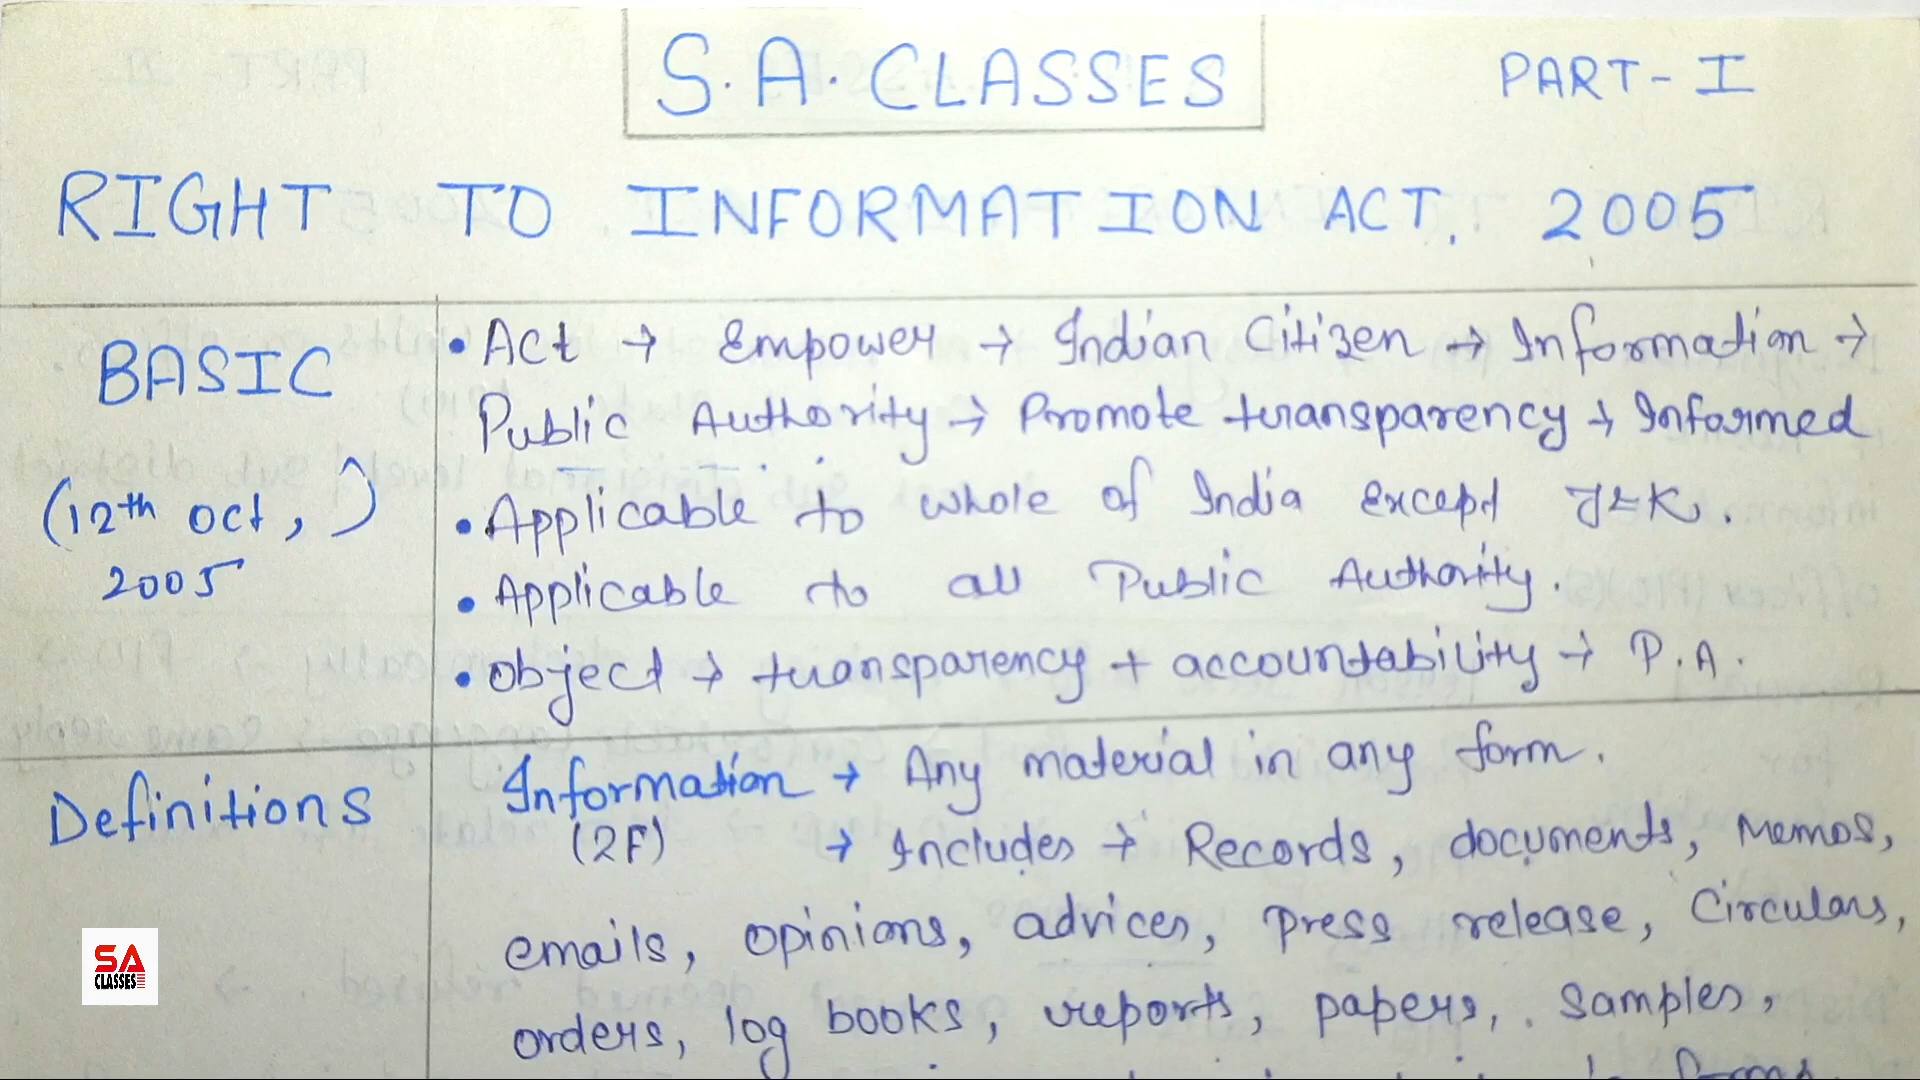 S.A. CLASSES
PART-I
RIGHT TO INFORMATION ACT, 2005
BASIC
(12th Oct, )
2005
• Act → Empower → Indian Citizen → Information →
Public Authority → Promote transparency + Informed
• Applicable to whole of India except J&K.
• Applicable to all Public Authority.
• Object → transparency + accountability → P.A.
Definitions
Information → Any material in any form.
(2F) → Includes → Records, documents, Memos,
emails, opinions, advices, press release, Circulars,
orders, log books, reports, papers, samples,
SA
CLASSES